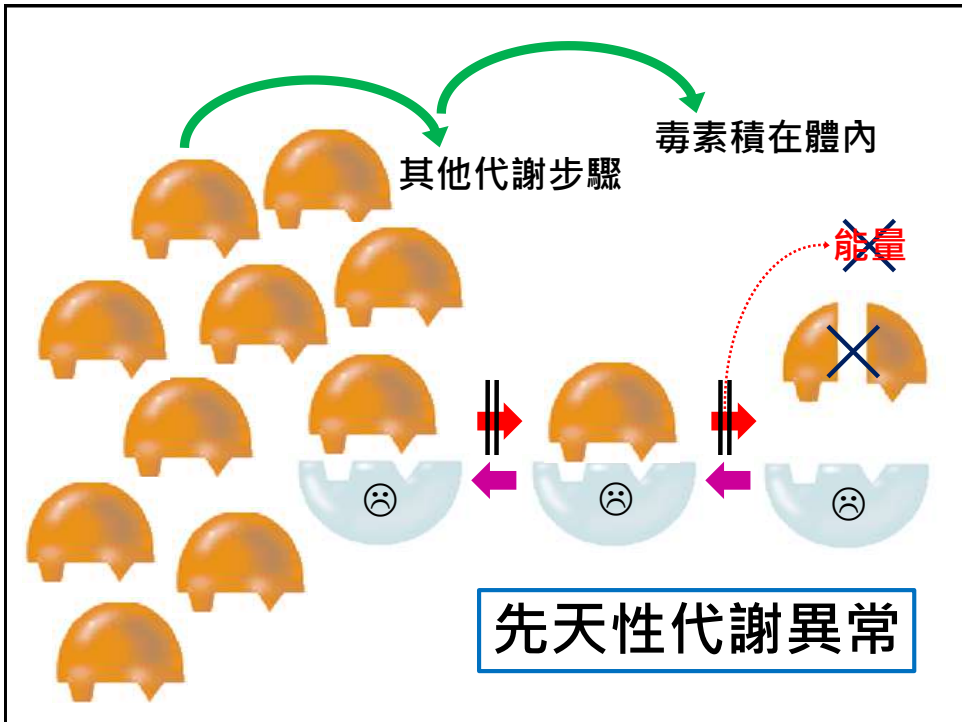 毒素積在體內
其他代謝步驟
能量
先天性代謝異常